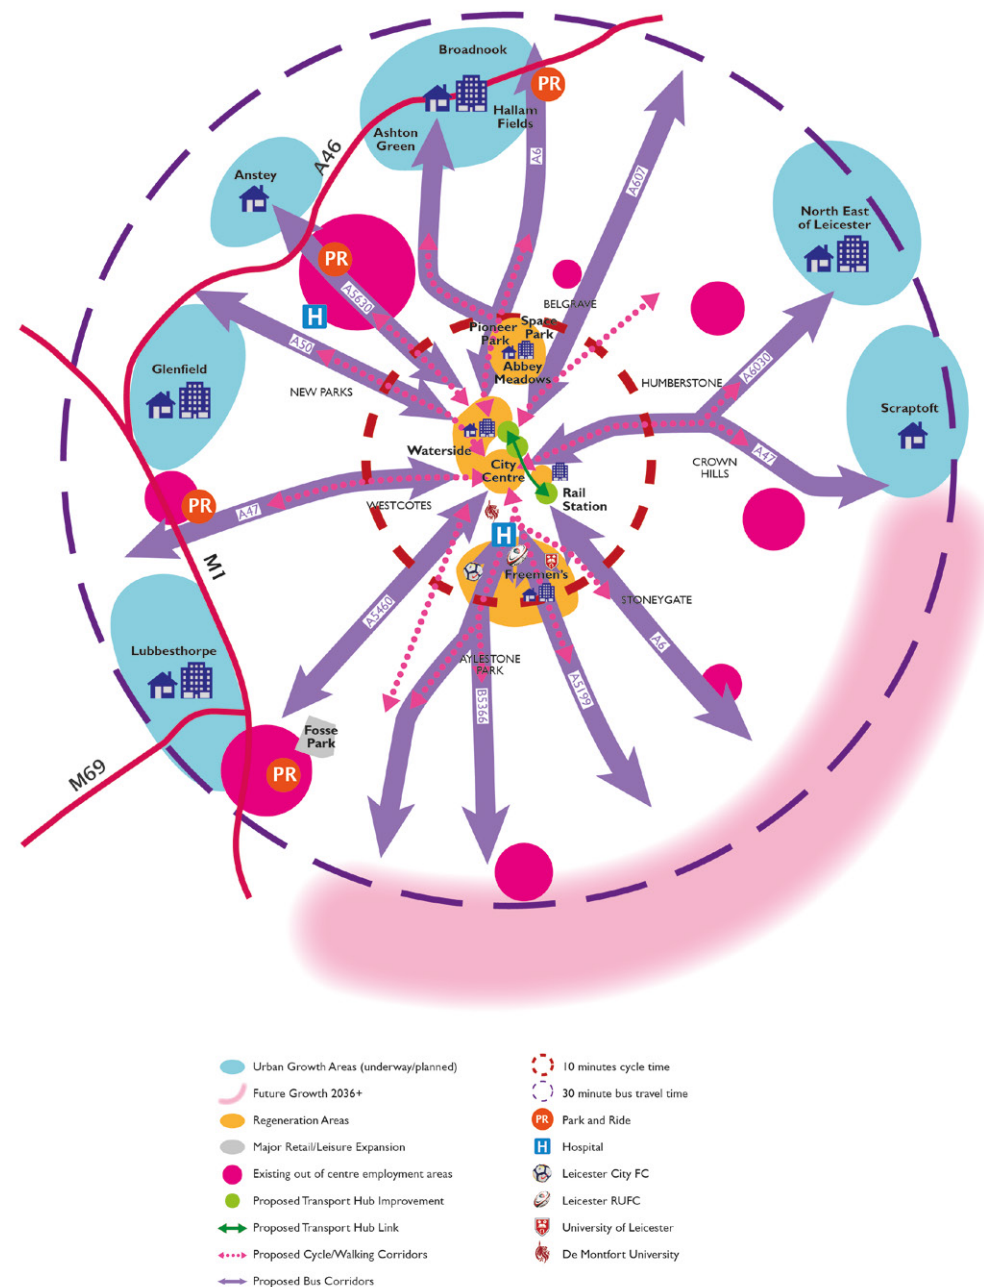 Broadnook
PR
Hallam
Fields
Ashton
Green
A46
A6
A607
Anstey
North East
of Leicester
PR
A5630
H
BELGRAVE
Pioneer
Park
Space
Park
A50
Abbey
Meadows
Glenfield
NEW PARKS
HUMBERSTONE
A6030
Scraptoft
Waterside
City
Centre
CROWN
HILLS
A47
PR
A47
WESTCOTES
Rail
Station
H
M1
Freemen's
STONEYGATE
A5460
A6
Lubbesthorpe
AYLESTONE
PARK
B5366
A5199
Fosse
Park
PR
M69
Urban Growth Areas (underway/planned)
Future Growth 2036+
Regeneration Areas
Major Retail/Leisure Expansion
Existing out of centre employment areas
Proposed Transport Hub Improvement
Proposed Transport Hub Link
Proposed Cycle/Walking Corridors
Proposed Bus Corridors
10 minutes cycle time
30 minute bus travel time
PR Park and Ride
H Hospital
Leicester City FC
Leicester RUFC
University of Leicester
De Montfort University